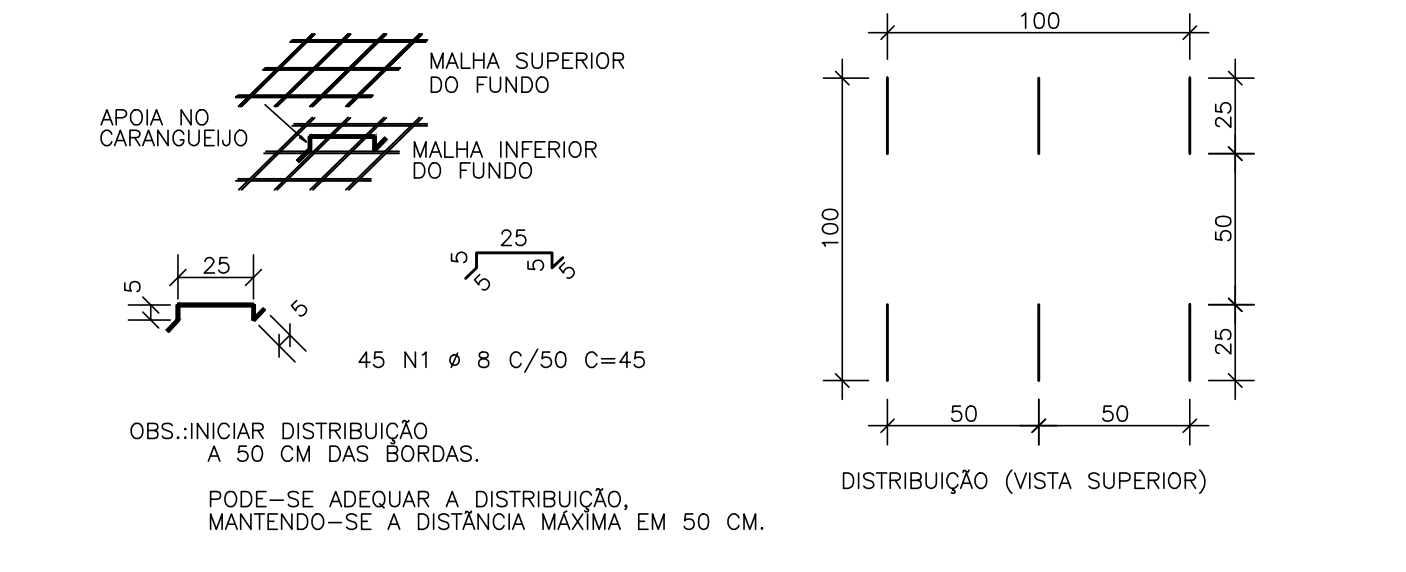 MALHA SUPERIOR
DO FUNDO
APOIA NO
CARANGUEIJO
MALHA INFERIOR
DO FUNDO
25
5
5
25
5
5
5
5
45 N1 ø 8 C/50 C=45
OBS.:INICIAR DISTRIBUIÇÃO
A 50 CM DAS BORDAS.
PODE-SE ADEQUAR A DISTRIBUIÇÃO,
MANTENDO-SE A DISTÃNCIA MÁXIMA EM 50 CM.
100
100
25
50
25
50
50
DISTRIBUIÇÃO (VISTA SUPERIOR)